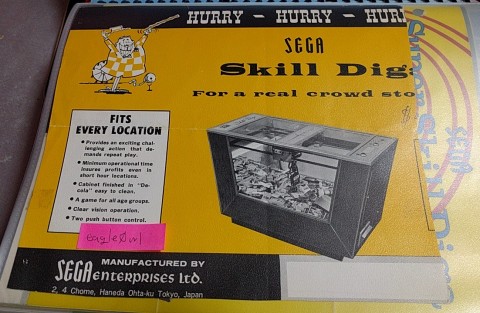 HURRY - HURRY - HURR
SEGA
Skill Dig
For a real crowd sto
FITS
EVERY LOCATION
• Provides an exciting chal-
lenging action that de-
mands repeat play.
• Minimum operational time
insures profits even in
short hour locations.
• Cabinet finished in "De-
cola" easy to clean.
• A game for all age groups.
• Clear vision operation.
• Two push button control.
MANUFACTURED BY
SEGA ENTERPRISES Ltd.
2, 4 Chome, Haneda Ohta-ku Tokyo, Japan
SEGA